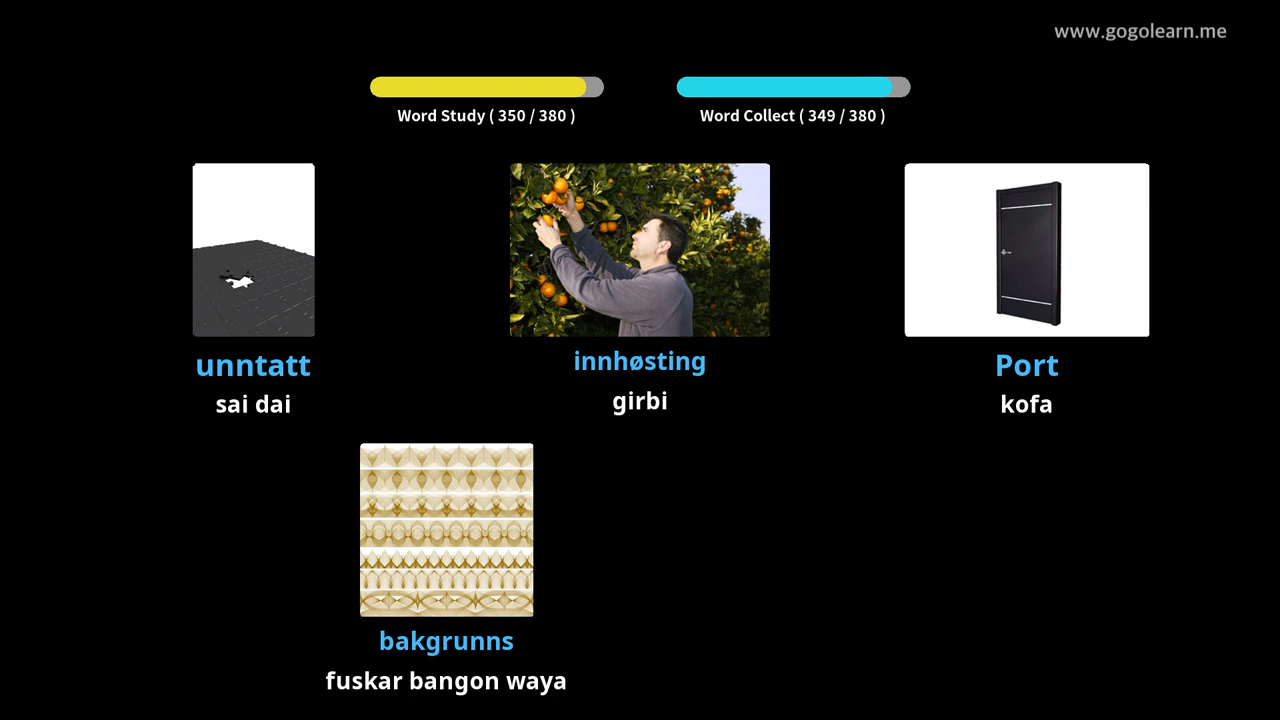 www.gogolearn.me
Word Study ( 350 / 380 )
Word Collect ( 349 / 380 )
unntatt
sai dai
innhøsting
girbi
Port
kofa
bakgrunns
fuskar bangon waya